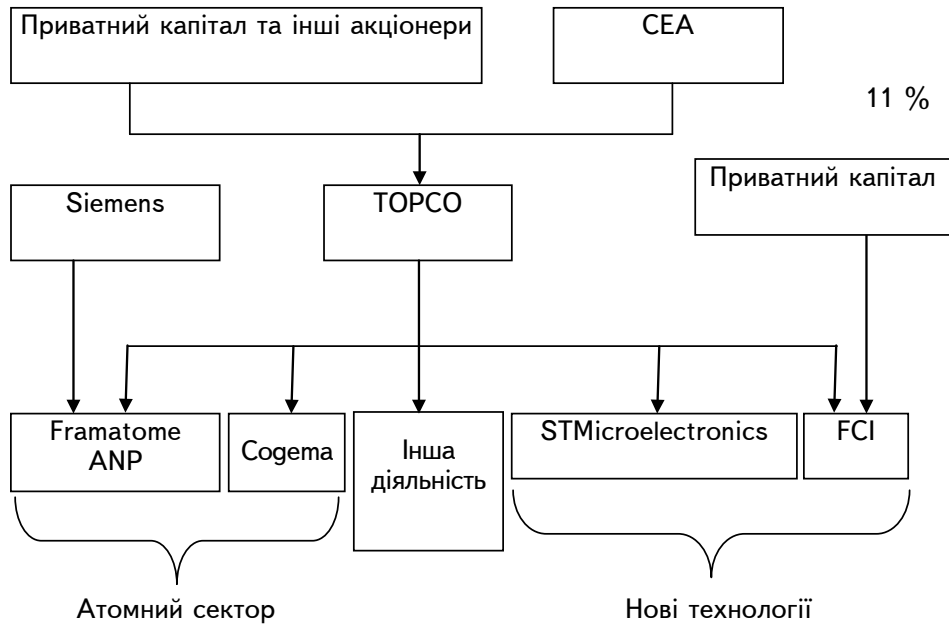 Приватний капітал та інші акціонери
CEA
11 %
Siemens
TOPCO
Приватний капітал
Framatome
ANP
Cogema
Інша
діяльність
STMicroelectronics
FCI
Атомний сектор
Нові технології